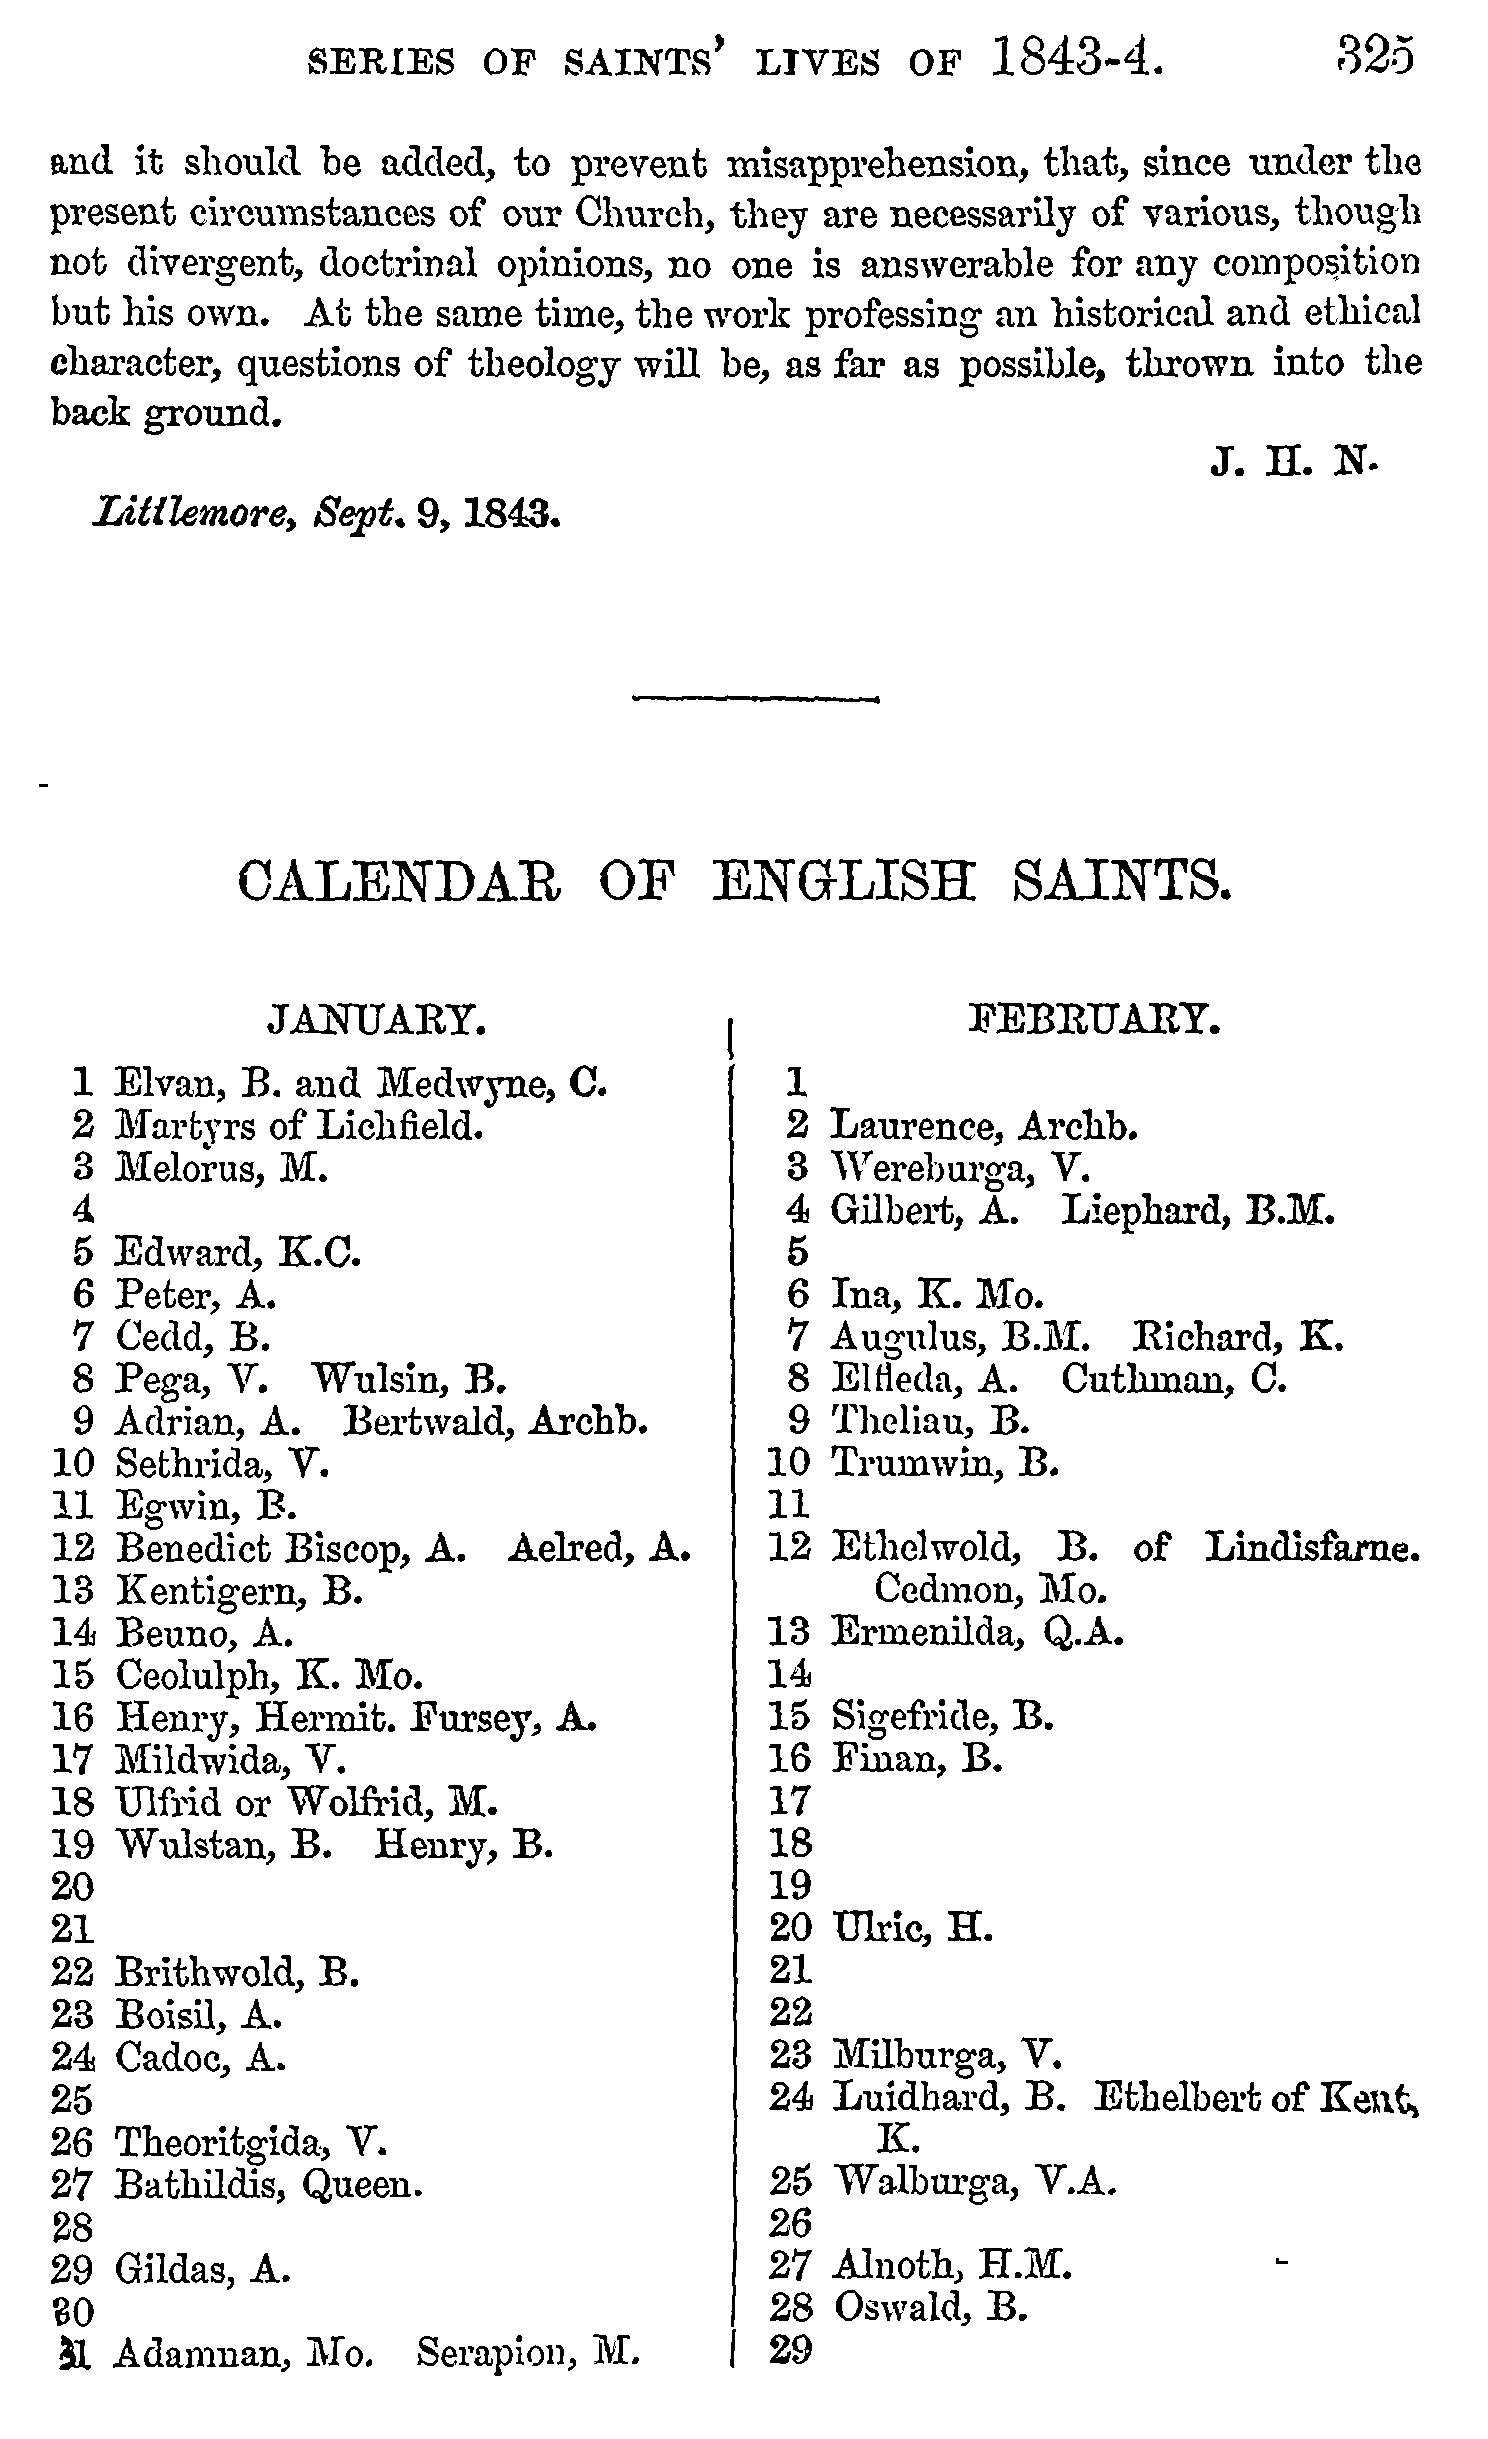 SERIES OF SAINTS' LIVES OF 1843-4. 325
and it should be added, to prevent misapprehension, that, since under the
present circumstances of our Church, they are necessarily of various, though
not divergent, doctrinal opinions, no one is answerable for any composition
but his own. At the same time, the work professing an historical and ethical
character, questions of theology will be, as far as possible, thrown into the
back ground.
J. H. N.
Littlemore, Sept. 9, 1843.
CALENDAR OF ENGLISH SAINTS.
JANUARY.
1 Elvan, B. and Medwyne, C.
2 Martyrs of Lichfield.
3 Melorus, M.
4
5 Edward, K.C.
6 Peter, A.
7 Cedd, B.
8 Pega, V. Wulsin, B.
9 Adrian, A. Bertwald, Archb.
10 Sethrida, V.
11 Egwin, B.
12 Benedict Biscop, A. Aelred, A.
13 Kentigern, B.
14 Beuno, A.
15 Ceolulph, K. Mo.
16 Henry, Hermit. Fursey, A.
17 Mildwida, V.
18 Ulfrid or Wolfrid, M.
19 Wulstan, B. Henry, B.
20
21
22 Brithwold, B.
23 Boisil, A.
24 Cadoc, A.
25
26 Theoritgida, V.
27 Bathildis, Queen.
28
29 Gildas, A.
30
31 Adamnan, Mo. Serapion, M.
FEBRUARY.
1
2 Laurence, Archb.
3 Wereburga, V.
4 Gilbert, A. Liephard, B.M.
5
6 Ina, K. Mo.
7 Augulus, B.M. Richard, K.
8 Elfleda, A. Cuthman, C.
9 Theliau, B.
10 Trumwin, B.
11
12 Ethelwold, B. of Lindisfarne.
Cedmon, Mo.
13 Ermenilda, Q.A.
14
15 Sigefride, B.
16 Finan, B.
17
18
19
20 Ulric, H.
21
22
23 Milburga, V.
24 Luidhard, B. Ethelbert of Kent,
K.
25 Walburga, V.A.
26
27 Alnoth, H.M.
28 Oswald, B.
29